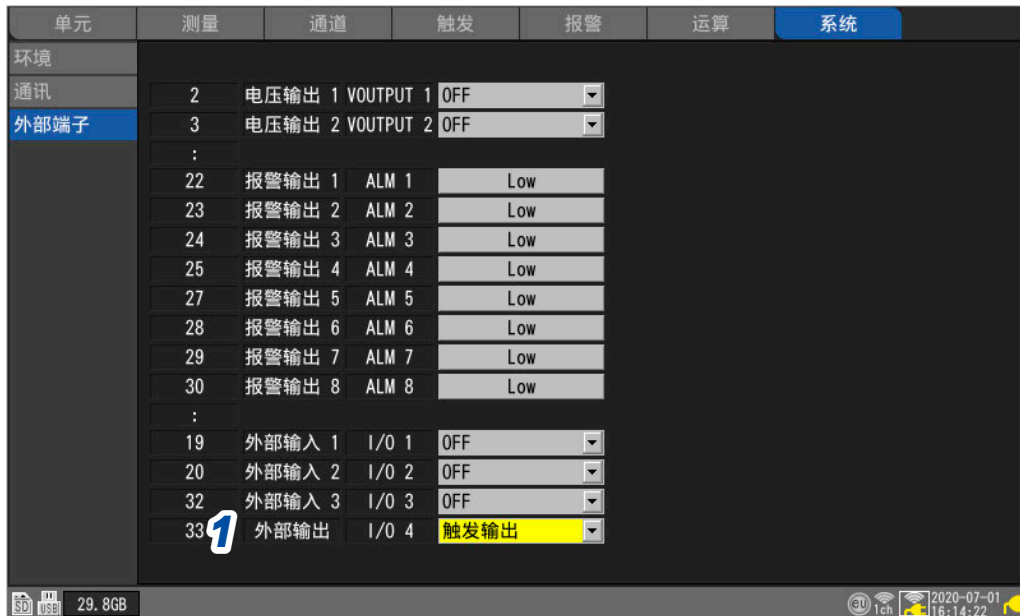 单元 测量 通道 触发 报警 运算 系统
环境
通讯
外部端子
2 电压输出 1 VOUTPUT 1 OFF
3 电压输出 2 VOUTPUT 2 OFF
:
22 报警输出 1 ALM 1 Low
23 报警输出 2 ALM 2 Low
24 报警输出 3 ALM 3 Low
25 报警输出 4 ALM 4 Low
27 报警输出 5 ALM 5 Low
28 报警输出 6 ALM 6 Low
29 报警输出 7 ALM 7 Low
30 报警输出 8 ALM 8 Low
:
19 外部输入 1 I/O 1 OFF
20 外部输入 2 I/O 2 OFF
32 外部输入 3 I/O 3 OFF
33 1 外部输出 I/O 4 触发输出
SD USB 29.8GB eu 1ch 2020-07-01
16:14:22